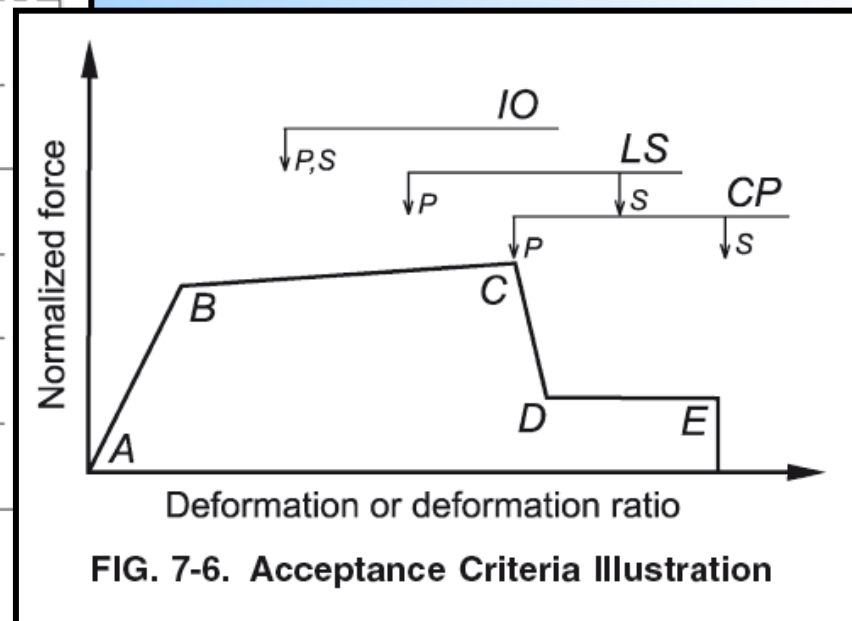 IO
P,S
LS
P
S
CP
P
S
Normalized force
B
C
D
E
A
Deformation or deformation ratio
FIG. 7-6. Acceptance Criteria Illustration